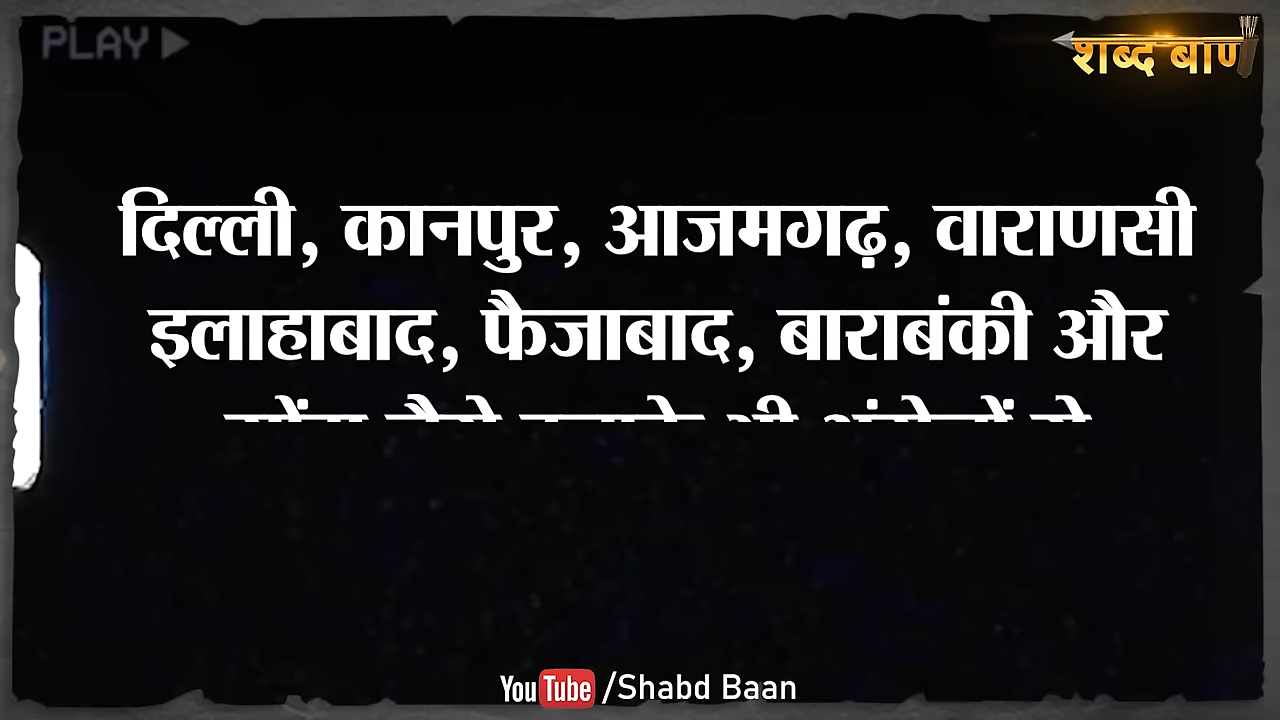 PLAY
शब्द बाण
दिल्ली, कानपुर, आजमगढ़, वाराणसी
इलाहाबाद, फैजाबाद, बाराबंकी और
YouTube /Shabd Baan